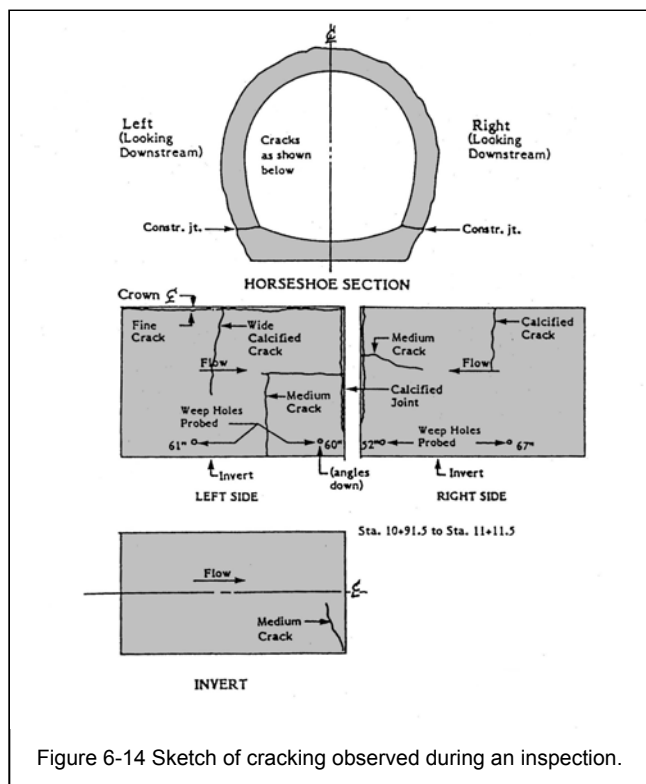 ℄
Left
(Looking
Downstream)
Cracks
as shown
below
Right
(Looking
Downstream)
Constr. jt.
Constr. jt.
HORSESHOE SECTION
Crown ℄
Fine
Crack
Wide
Calcified
Crack
Flow
Medium
Crack
Weep Holes
Probed
61"
60"
(angles
down)
Invert
LEFT SIDE
Calcified
Joint
Medium
Crack
Calcified
Crack
Flow
Weep Holes
Probed
52"
67"
Invert
RIGHT SIDE
Sta. 10+91.5 to Sta. 11+11.5
Flow
℄
Medium
Crack
INVERT
Figure 6-14 Sketch of cracking observed during an inspection.